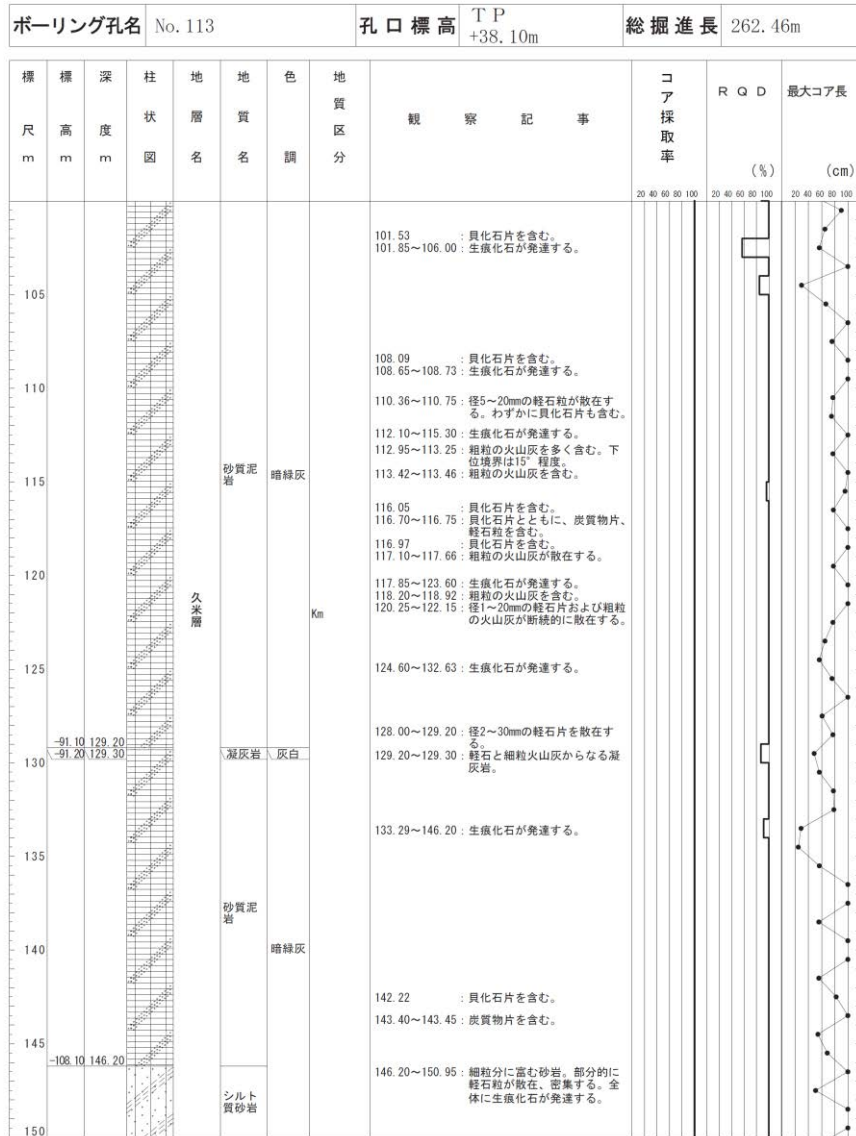 ボーリング孔名 No. 113 孔口標高 T P +38.10m 総掘進長 262.46m
標尺 m
標高 m
深度 m
柱状図
地層名
地質名
色調
地質区分
観察記事
コア採取率
R Q D
(%)
最大コア長
(cm)
20 40 60 80 100
20 40 60 80 100
20 40 60 80 100
101.53 : 貝化石片を含む。
101.85～106.00 : 生痕化石が発達する。
105
108.09 : 貝化石片を含む。
108.65～108.73 : 生痕化石が発達する。
110
110.36～110.75 : 径5～20mmの軽石粒が散在す
る。わずかに貝化石片も含む。
112.10～115.30 : 生痕化石が発達する。
112.95～113.25 : 粗粒の火山灰を多く含む。下
位境界は15°程度。
113.42～113.46 : 粗粒の火山灰を含む。
115
砂質泥
岩
暗緑灰
116.05 : 貝化石片を含む。
116.70～116.75 : 貝化石片とともに、炭質物片、
軽石粒を含む。
116.97 : 貝化石片を含む。
117.10～117.66 : 粗粒の火山灰が散在する。
120
117.85～123.60 : 生痕化石が発達する。
118.20～118.92 : 粗粒の火山灰を含む。
120.25～122.15 : 径1～20mmの軽石片および粗粒
の火山灰が断続的に散在する。
久米層
Km
124.60～132.63 : 生痕化石が発達する。
125
128.00～129.20 : 径2～30mmの軽石片を散在す
る。
-91.10 129.20
-91.20 129.30 凝灰岩 灰白
129.20～129.30 : 軽石と細粒火山灰からなる凝
灰岩。
130
133.29～146.20 : 生痕化石が発達する。
135
砂質泥
岩
暗緑灰
140
142.22 : 貝化石片を含む。
143.40～143.45 : 炭質物片を含む。
145
-108.10 146.20
146.20～150.95 : 細粒分に富む砂岩。部分的に
軽石粒が散在、密集する。全
体に生痕化石が発達する。
シルト
質砂岩
150